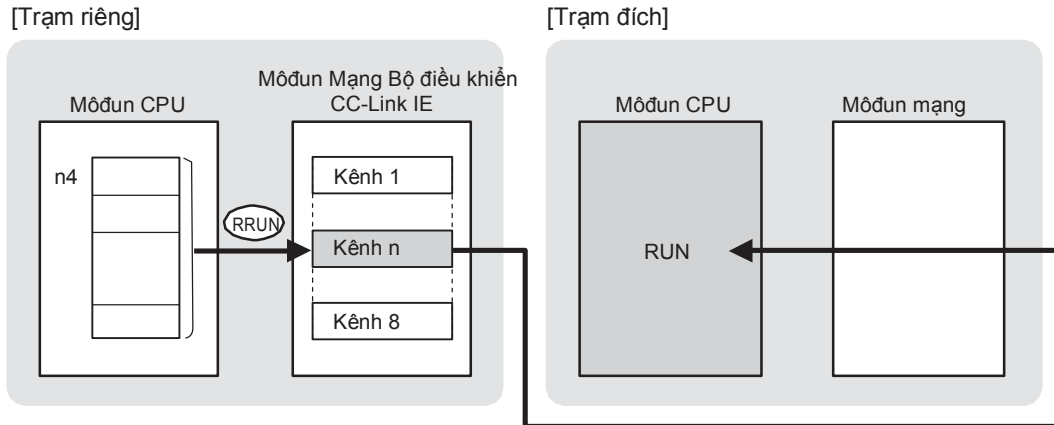 [Trạm riêng]
[Trạm đích]
Môđun CPU
Môđun Mạng Bộ điều khiển
CC-Link IE
n4
RRUN
Kênh 1
Kênh n
Kênh 8
Môđun CPU
Môđun mạng
RUN